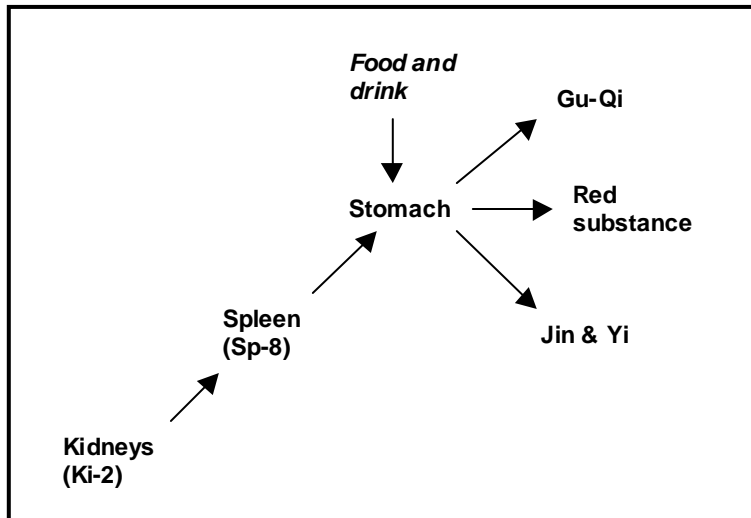 Food and
drink
Gu-Qi
Stomach
Red
substance
Spleen
(Sp-8)
Jin & Yi
Kidneys
(Ki-2)